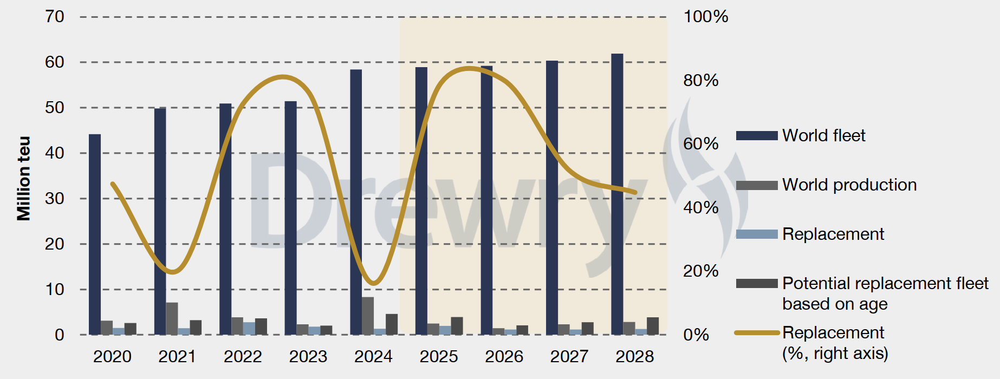 70
60
50
40
30
20
10
0
Million teu
100%
80%
60%
40%
20%
0%
2020 2021 2022 2023 2024 2025 2026 2027 2028
World fleet
World production
Replacement
Potential replacement fleet
based on age
Replacement
(%, right axis)
Drewry